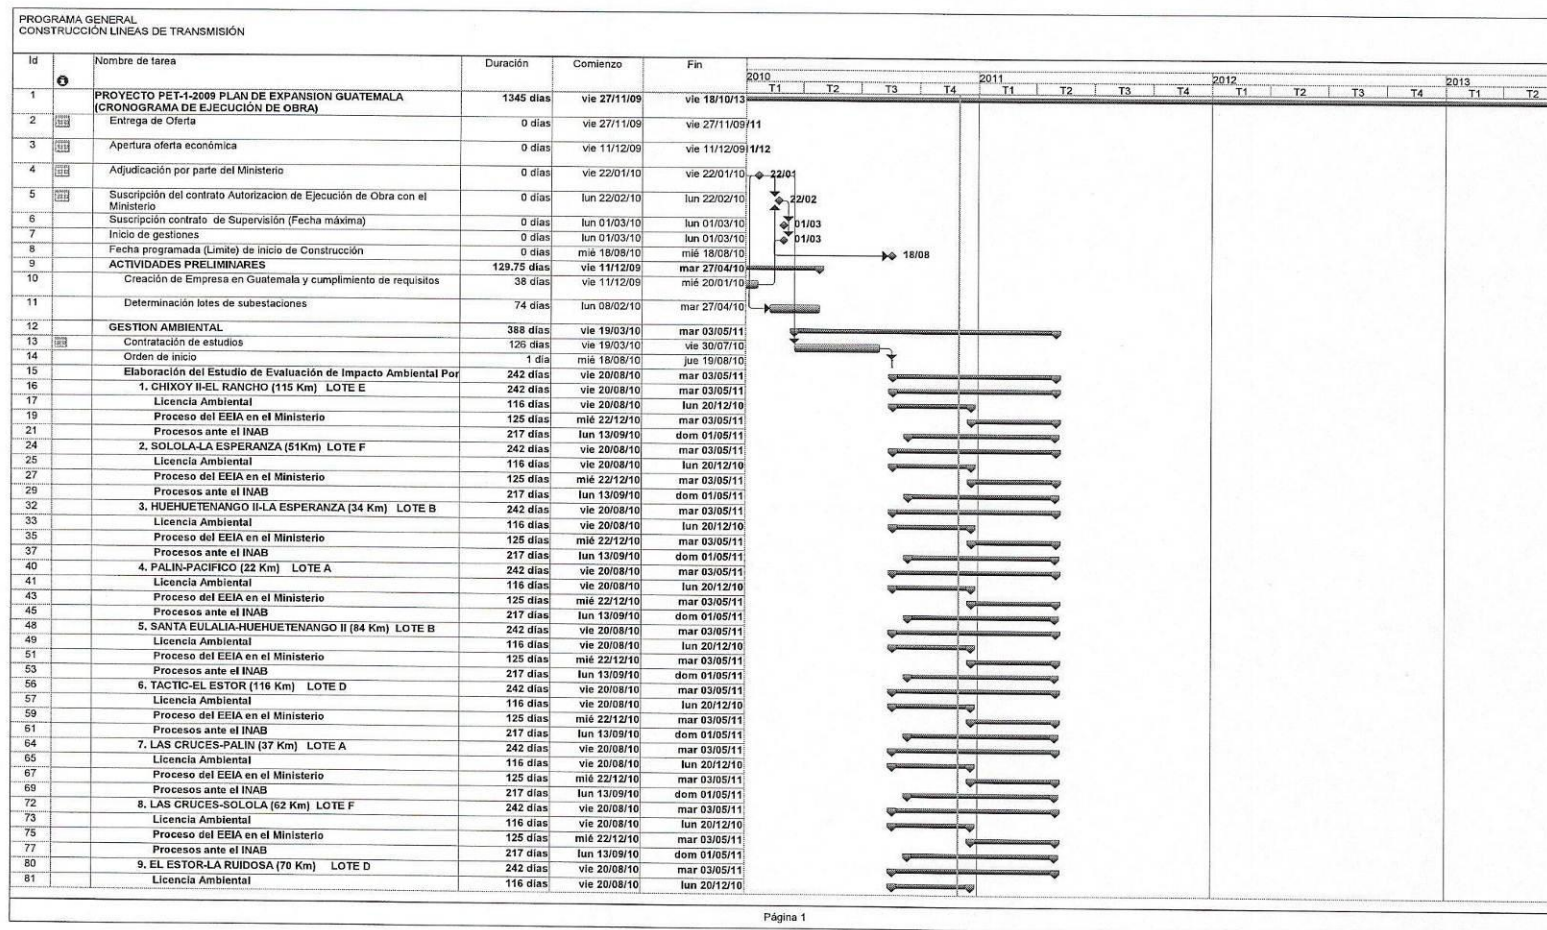 PROGRAMA GENERAL
CONSTRUCCIÓN LINEAS DE TRANSMISIÓN
Id Nombre de tarea Duración Comienzo Fin
2010 2011 2012 2013
T1 T2 T3 T4 T1 T2 T3 T4 T1 T2 T3 T4 T1 T2
1 PROYECTO PET-1-2009 PLAN DE EXPANSION GUATEMALA 1345 días vie 27/11/09 vie 18/10/13
(CRONOGRAMA DE EJECUCIÓN DE OBRA)
2 Entrega de Oferta 0 días vie 27/11/09 vie 27/11/09 /11
3 Apertura oferta económica 0 días vie 11/12/09 vie 11/12/09 1/12
4 Adjudicación por parte del Ministerio 0 días vie 22/01/10 vie 22/01/10 22/01
5 Suscripción del contrato Autorizacion de Ejecución de Obra con el 0 días lun 22/02/10 lun 22/02/10 22/02
Ministerio
6 Suscripción contrato de Supervisión (Fecha máxima) 0 días lun 01/03/10 lun 01/03/10 01/03
7 Inicio de gestiones 0 días lun 01/03/10 lun 01/03/10 01/03
8 Fecha programada (Limite) de inicio de Construcción 0 días mié 18/08/10 mié 18/08/10 18/08
9 ACTIVIDADES PRELIMINARES 129.75 días vie 11/12/09 mar 27/04/10
10 Creación de Empresa en Guatemala y cumplimiento de requisitos 38 días vie 11/12/09 mié 20/01/10
11 Determinación lotes de subestaciones 74 días lun 08/02/10 mar 27/04/10
12 GESTION AMBIENTAL 388 días vie 19/03/10 mar 03/05/11
13 Contratación de estudios 126 días vie 19/03/10 vie 30/07/10
14 Orden de inicio 1 día mié 18/08/10 jue 19/08/10
15 Elaboración del Estudio de Evaluación de Impacto Ambiental Por 242 días vie 20/08/10 mar 03/05/11
16 1. CHIXOY II-EL RANCHO (115 Km) LOTE E 242 días vie 20/08/10 mar 03/05/11
17 Licencia Ambiental 116 días vie 20/08/10 lun 20/12/10
19 Proceso del EEIA en el Ministerio 125 días mié 22/12/10 mar 03/05/11
21 Procesos ante el INAB 217 días lun 13/09/10 dom 01/05/11
24 2. SOLOLA-LA ESPERANZA (51Km) LOTE F 242 días vie 20/08/10 mar 03/05/11
25 Licencia Ambiental 116 días vie 20/08/10 lun 20/12/10
27 Proceso del EEIA en el Ministerio 125 días mié 22/12/10 mar 03/05/11
29 Procesos ante el INAB 217 días lun 13/09/10 dom 01/05/11
32 3. HUEHUETENANGO II-LA ESPERANZA (34 Km) LOTE B 242 días vie 20/08/10 mar 03/05/11
33 Licencia Ambiental 116 días vie 20/08/10 lun 20/12/10
35 Proceso del EEIA en el Ministerio 125 días mié 22/12/10 mar 03/05/11
37 Procesos ante el INAB 217 días lun 13/09/10 dom 01/05/11
40 4. PALIN-PACIFICO (22 Km) LOTE A 242 días vie 20/08/10 mar 03/05/11
41 Licencia Ambiental 116 días vie 20/08/10 lun 20/12/10
43 Proceso del EEIA en el Ministerio 125 días mié 22/12/10 mar 03/05/11
45 Procesos ante el INAB 217 días lun 13/09/10 dom 01/05/11
48 5. SANTA EULALIA-HUEHUETENANGO II (84 Km) LOTE B 242 días vie 20/08/10 mar 03/05/11
49 Licencia Ambiental 116 días vie 20/08/10 lun 20/12/10
51 Proceso del EEIA en el Ministerio 125 días mié 22/12/10 mar 03/05/11
53 Procesos ante el INAB 217 días lun 13/09/10 dom 01/05/11
56 6. TACTIC-EL ESTOR (116 Km) LOTE D 242 días vie 20/08/10 mar 03/05/11
57 Licencia Ambiental 116 días vie 20/08/10 lun 20/12/10
59 Proceso del EEIA en el Ministerio 125 días mié 22/12/10 mar 03/05/11
61 Procesos ante el INAB 217 días lun 13/09/10 dom 01/05/11
64 7. LAS CRUCES-PALIN (37 Km) LOTE A 242 días vie 20/08/10 mar 03/05/11
65 Licencia Ambiental 116 días vie 20/08/10 lun 20/12/10
67 Proceso del EEIA en el Ministerio 125 días mié 22/12/10 mar 03/05/11
69 Procesos ante el INAB 217 días lun 13/09/10 dom 01/05/11
72 8. LAS CRUCES-SOLOLA (62 Km) LOTE F 242 días vie 20/08/10 mar 03/05/11
73 Licencia Ambiental 116 días vie 20/08/10 lun 20/12/10
75 Proceso del EEIA en el Ministerio 125 días mié 22/12/10 mar 03/05/11
77 Procesos ante el INAB 217 días lun 13/09/10 dom 01/05/11
80 9. EL ESTOR-LA RUIDOSA (70 Km) LOTE D 242 días vie 20/08/10 mar 03/05/11
81 Licencia Ambiental 116 días vie 20/08/10 lun 20/12/10
Página 1